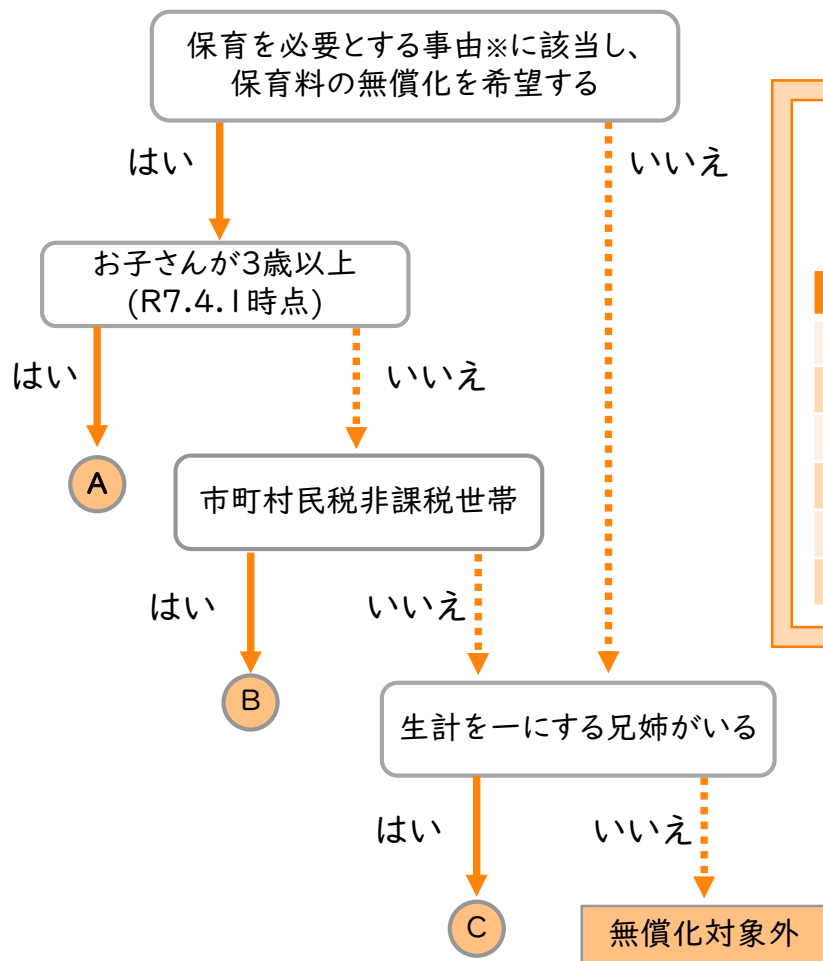 保育を必要とする事由※に該当し、
保育料の無償化を希望する
はい
いいえ
お子さんが3歳以上
(R7.4.1時点)
はい
いいえ
A
市町村民税非課税世帯
はい
いいえ
B
生計を一にする兄姉がいる
はい
いいえ
C
無償化対象外